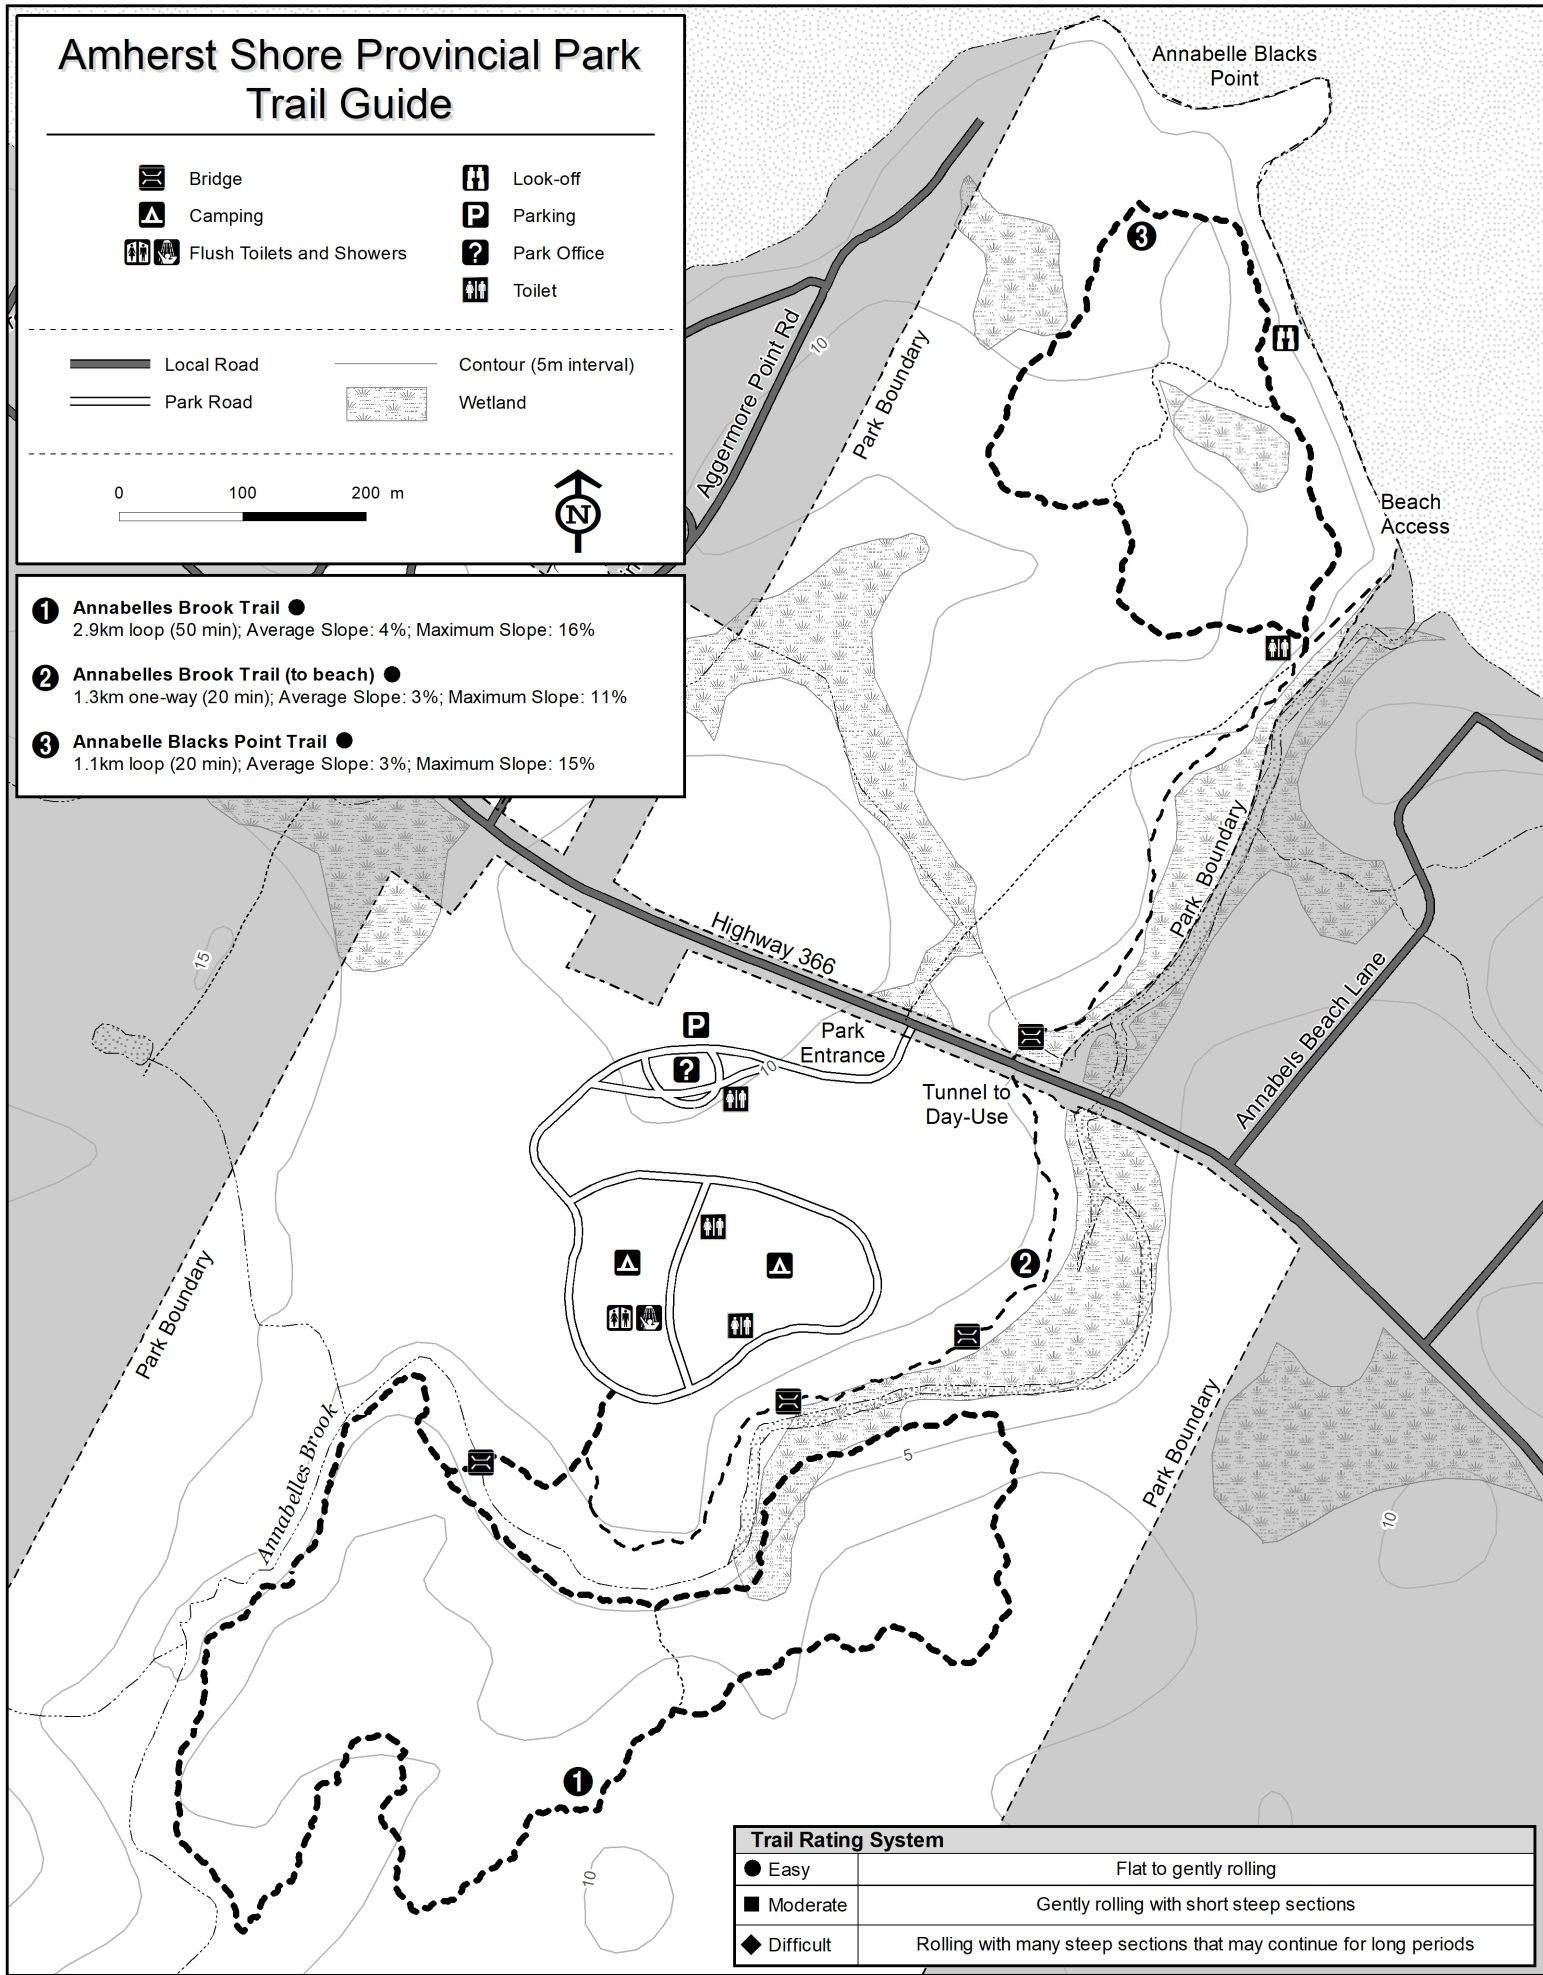 Amherst Shore Provincial Park
Trail Guide
Bridge
Camping
Flush Toilets and Showers
Look-off
P Parking
? Park Office
Toilet
Local Road
Park Road
Contour (5m interval)
Wetland
0 100 200 m
N
1 Annabelles Brook Trail
2.9km loop (50 min); Average Slope: 4%; Maximum Slope: 16%
2 Annabelles Brook Trail (to beach)
1.3km one-way (20 min); Average Slope: 3%; Maximum Slope: 11%
3 Annabelle Blacks Point Trail
1.1km loop (20 min); Average Slope: 3%; Maximum Slope: 15%
Annabelle Blacks
Point
3
Aggermore Point Rd
10
Park Boundary
Beach
Access
Park Boundary
Highway 366
15
P
?
Park
Entrance
10
Tunnel to
Day-Use
Annabels Beach Lane
2
Park Boundary
Annabelles Brook
5
Park Boundary
10
1
10
Trail Rating System
Easy Flat to gently rolling
Moderate Gently rolling with short steep sections
Difficult Rolling with many steep sections that may continue for long periods